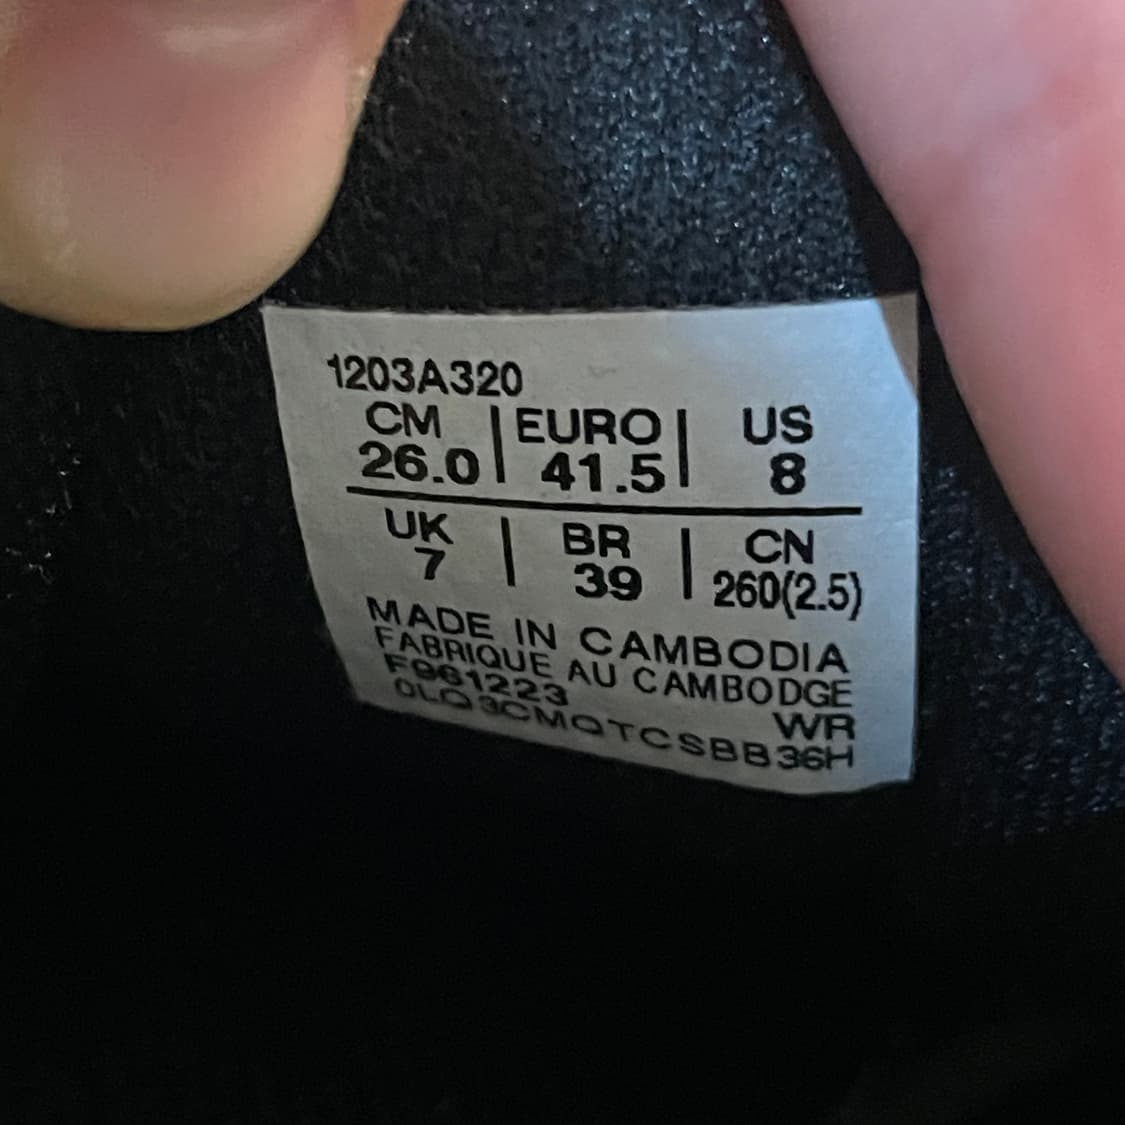 1203A320
CM | EURO | US
26.0 | 41.5 | 8
UK | BR | CN
7 | 39 | 260(2.5)
MADE IN CAMBODIA
FABRIQUE AU CAMBODGE
F961223 WR
0LQ3CMQTCSBB36H